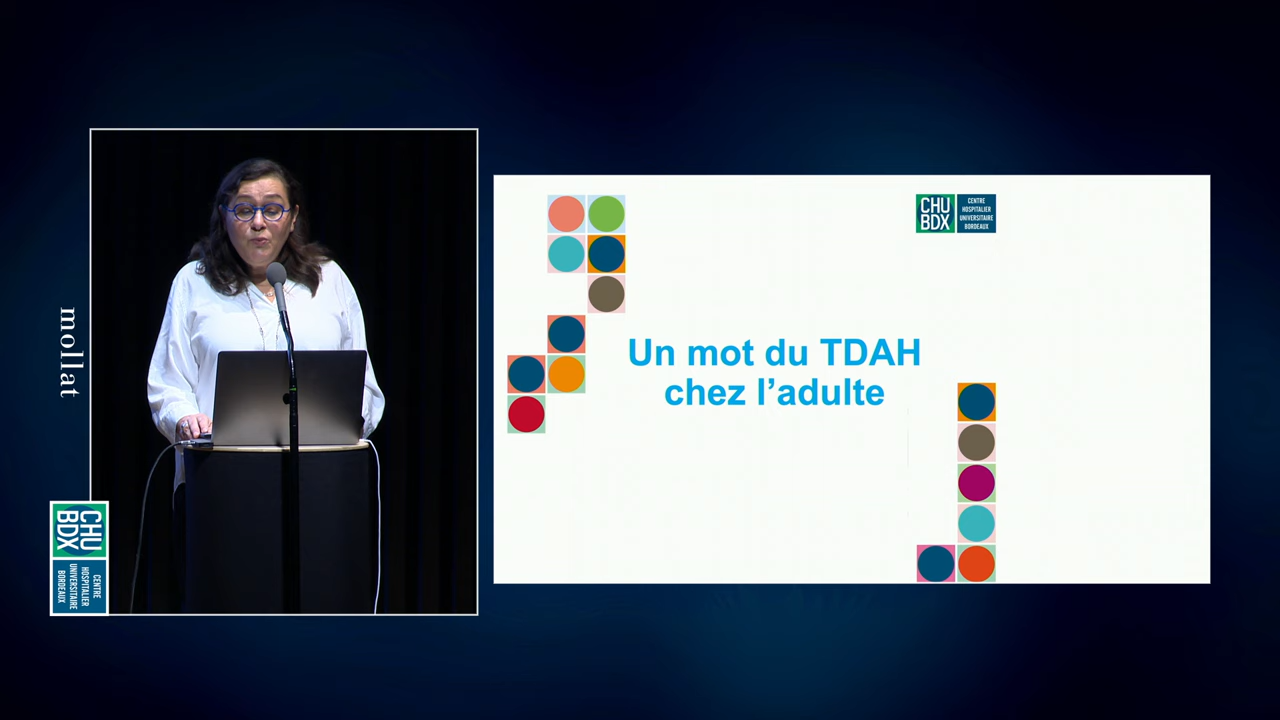 mollat
CHU
BDX
CENTRE
HOSPITALIER
UNIVERSITAIRE
BORDEAUX
CHU
BDX
CENTRE
HOSPITALIER
UNIVERSITAIRE
BORDEAUX
Un mot du TDAH
chez l’adulte